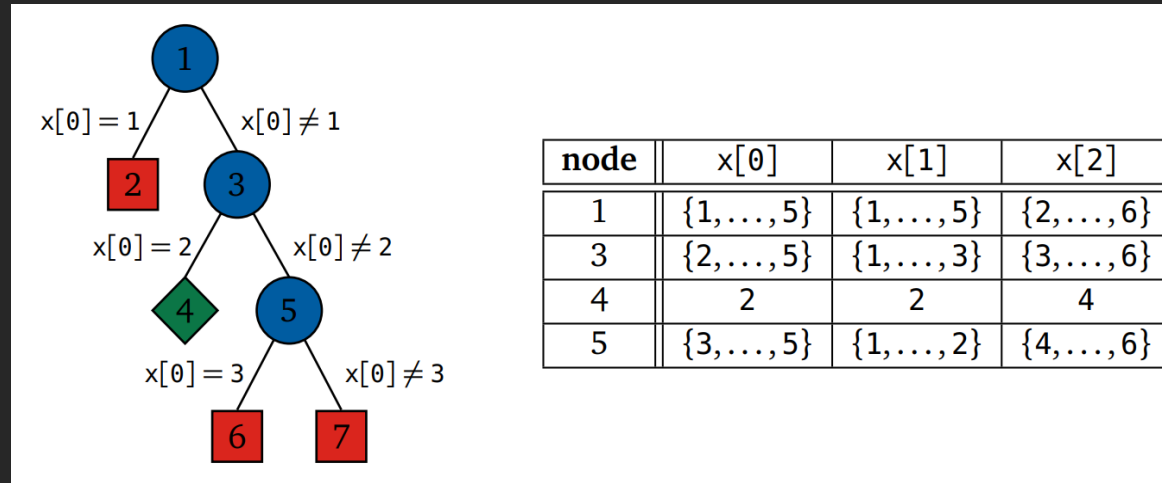 1
x[0] = 1
x[0] ≠ 1
2
3
x[0] = 2
x[0] ≠ 2
4
5
x[0] = 3
x[0] ≠ 3
6
7
node x[0] x[1] x[2]
1 {1,...,5} {1,...,5} {2,...,6}
3 {2,...,5} {1,...,3} {3,...,6}
4 2 2 4
5 {3,...,5} {1,...,2} {4,...,6}